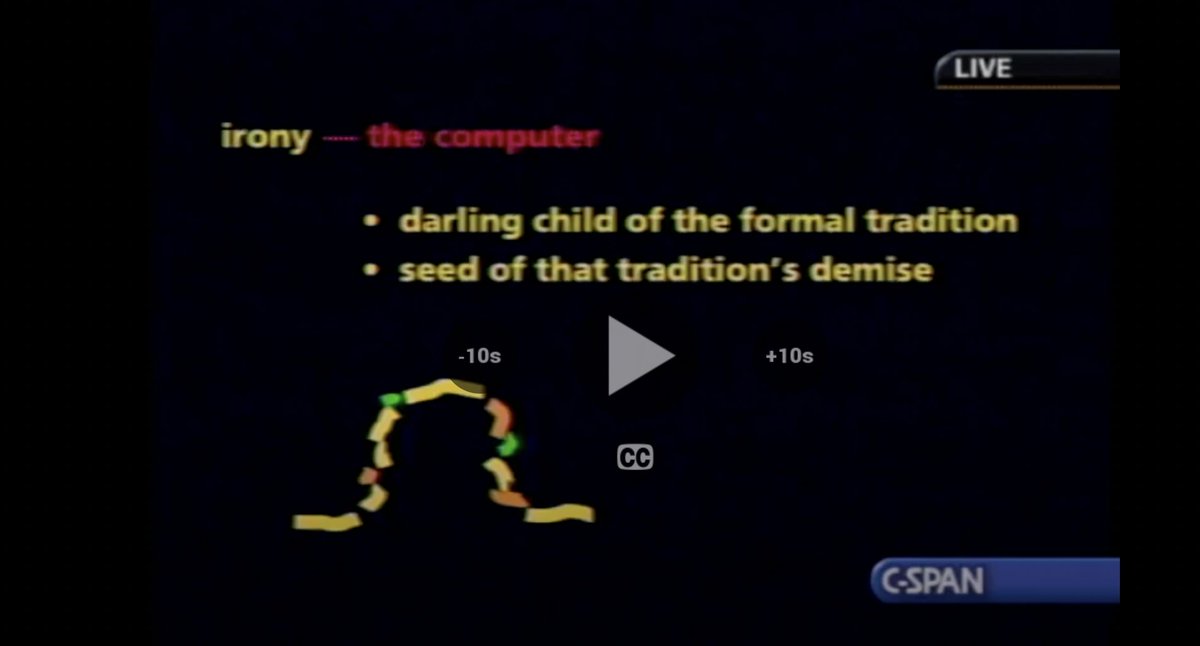 LIVE
irony — the computer
• darling child of the formal tradition
• seed of that tradition's demise
-10s +10s
CC
C-SPAN